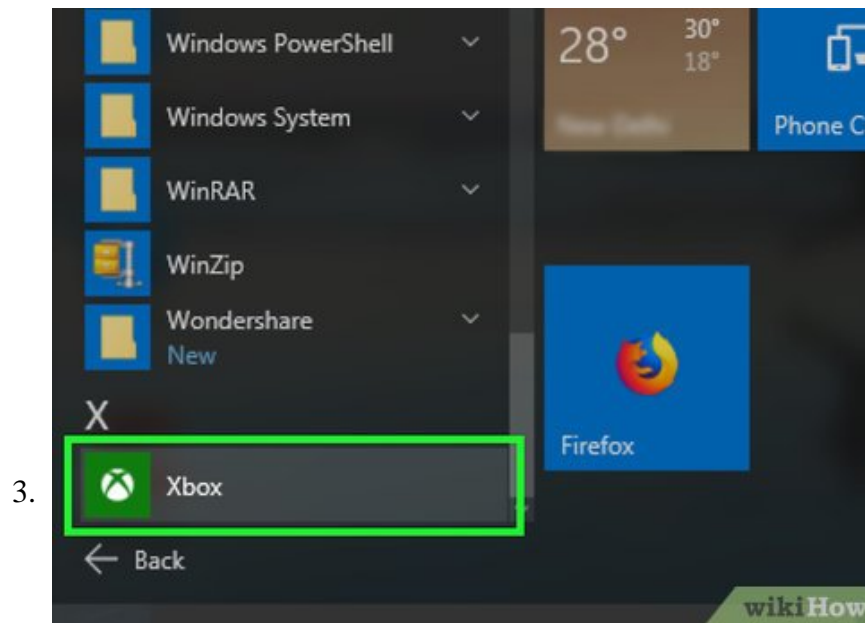 Windows PowerShell
Windows System
WinRAR
WinZip
Wondershare
New
X
3.
Xbox
Back
28°
30°
18°
Phone C
Firefox
wikiHow